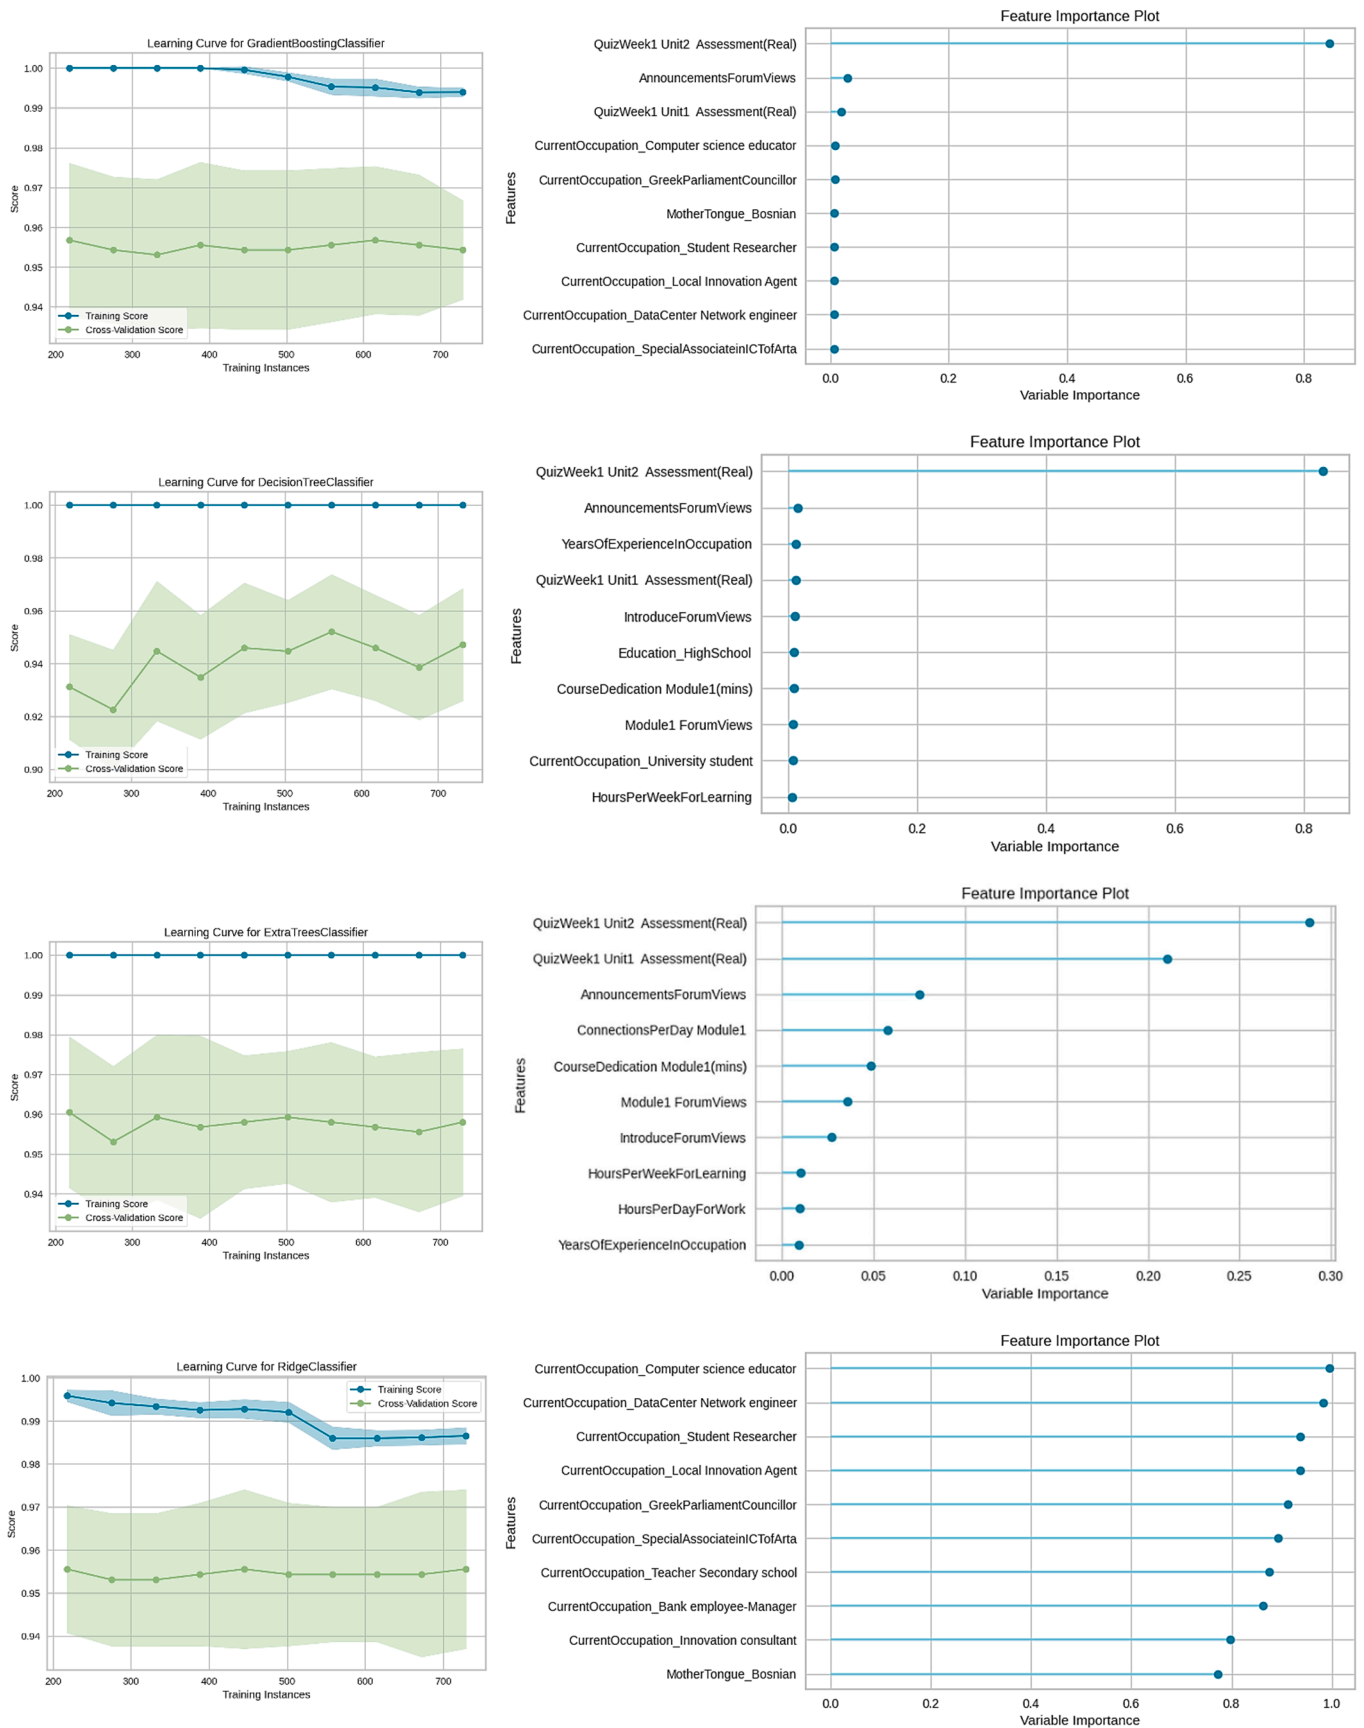 Learning Curve for GradientBoostingClassifier
1.00
0.99
0.98
0.97
0.96
0.95
0.94
Score
Training Score
Cross-Validation Score
200 300 400 500 600 700
Training Instances
Feature Importance Plot
Features
QuizWeek1 Unit2 Assessment(Real)
AnnouncementsForumViews
QuizWeek1 Unit1 Assessment(Real)
CurrentOccupation_Computer science educator
CurrentOccupation_GreekParliamentCouncillor
MotherTongue_Bosnian
CurrentOccupation_Student Researcher
CurrentOccupation_Local Innovation Agent
CurrentOccupation_DataCenter Network engineer
CurrentOccupation_SpecialAssociateinICTofArta
0.0 0.2 0.4 0.6 0.8
Variable Importance
Learning Curve for DecisionTreeClassifier
1.00
0.98
0.96
0.94
0.92
0.90
Score
Training Score
Cross-Validation Score
200 300 400 500 600 700
Training Instances
Feature Importance Plot
Features
QuizWeek1 Unit2 Assessment(Real)
AnnouncementsForumViews
YearsOfExperienceInOccupation
QuizWeek1 Unit1 Assessment(Real)
IntroduceForumViews
Education_HighSchool
CourseDedication Module1(mins)
Module1 ForumViews
CurrentOccupation_University student
HoursPerWeekForLearning
0.0 0.2 0.4 0.6 0.8
Variable Importance
Learning Curve for ExtraTreesClassifier
1.00
0.99
0.98
0.97
0.96
0.95
0.94
Score
Training Score
Cross-Validation Score
200 300 400 500 600 700
Training Instances
Feature Importance Plot
Features
QuizWeek1 Unit2 Assessment(Real)
QuizWeek1 Unit1 Assessment(Real)
AnnouncementsForumViews
ConnectionsPerDay Module1
CourseDedication Module1(mins)
Module1 ForumViews
IntroduceForumViews
HoursPerWeekForLearning
HoursPerDayForWork
YearsOfExperienceInOccupation
0.00 0.05 0.10 0.15 0.20 0.25 0.30
Variable Importance
Learning Curve for RidgeClassifier
1.00
0.99
0.98
0.97
0.96
0.95
0.94
Score
Training Score
Cross-Validation Score
200 300 400 500 600 700
Training Instances
Feature Importance Plot
Features
CurrentOccupation_Computer science educator
CurrentOccupation_DataCenter Network engineer
CurrentOccupation_Student Researcher
CurrentOccupation_Local Innovation Agent
CurrentOccupation_GreekParliamentCouncillor
CurrentOccupation_SpecialAssociateinICTofArta
CurrentOccupation_Teacher Secondary school
CurrentOccupation_Bank employee-Manager
CurrentOccupation_Innovation consultant
MotherTongue_Bosnian
0.0 0.2 0.4 0.6 0.8 1.0
Variable Importance